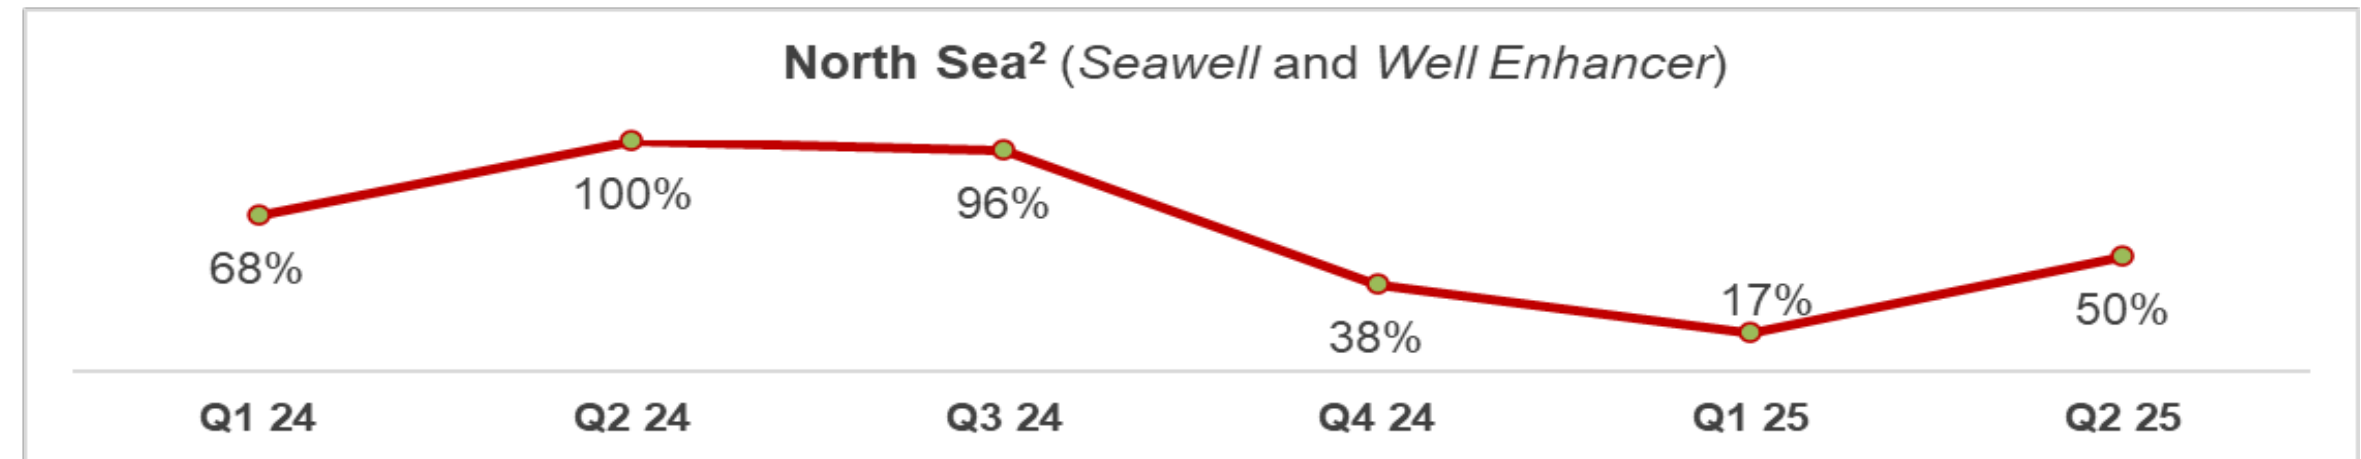 North Sea² (Seawell and Well Enhancer)
68%
100%
96%
38%
17%
50%
Q1 24
Q2 24
Q3 24
Q4 24
Q1 25
Q2 25